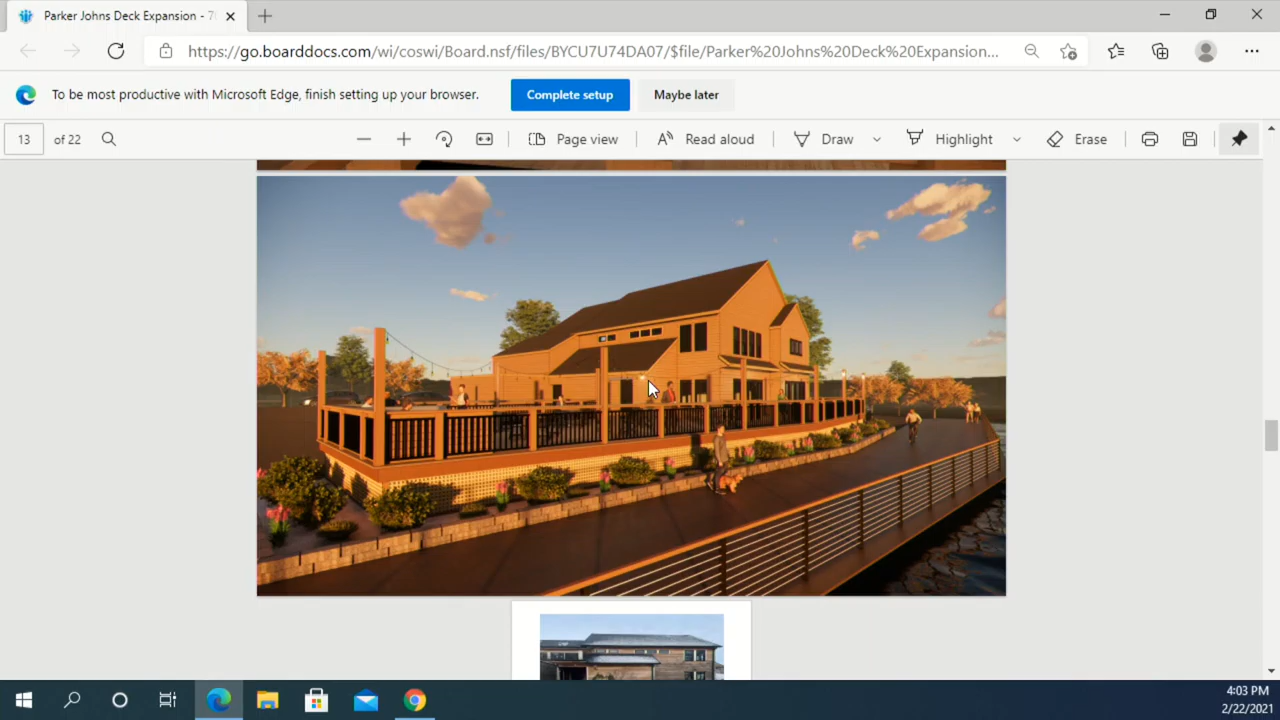 Parker Johns Deck Expansion - 70
https://go.boarddocs.com/wi/coswi/Board.nsf/files/BYCU7U74DA07/$file/Parker%20Johns%20Deck%20Expansion...
To be most productive with Microsoft Edge, finish setting up your browser.
Complete setup
Maybe later
13 of 22
Page view
Read aloud
Draw
Highlight
Erase
4:03 PM
2/22/2021